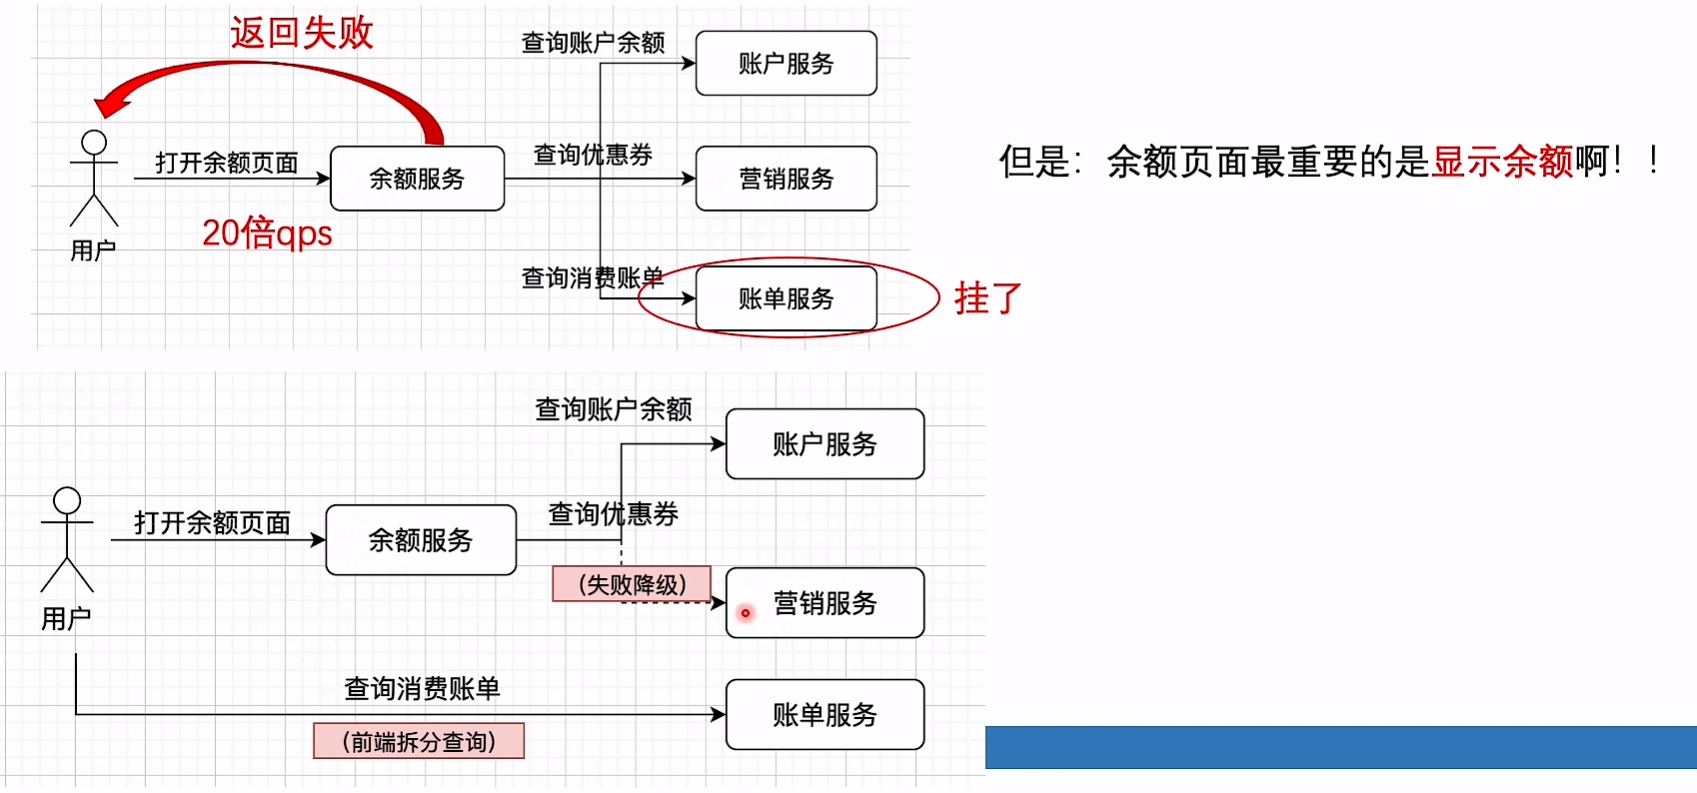 返回失败
查询账户余额
账户服务
打开余额页面
余额服务
查询优惠券
营销服务
但是：余额页面最重要的是显示余额啊！！
20倍qps
用户
查询消费账单
账单服务
挂了
查询账户余额
账户服务
打开余额页面
余额服务
查询优惠券
（失败降级）
营销服务
用户
查询消费账单
（前端拆分查询）
账单服务